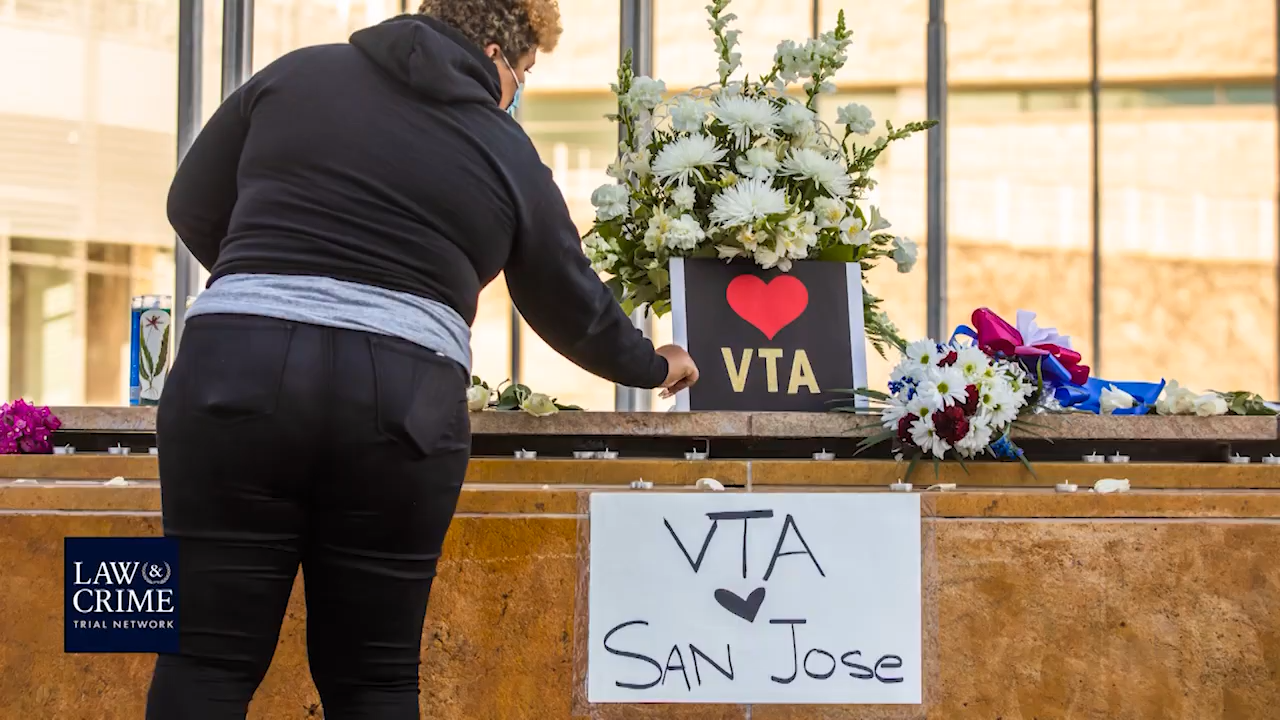 VTA
VTA
SAN JOSE
LAW &
CRIME
TRIAL NETWORK